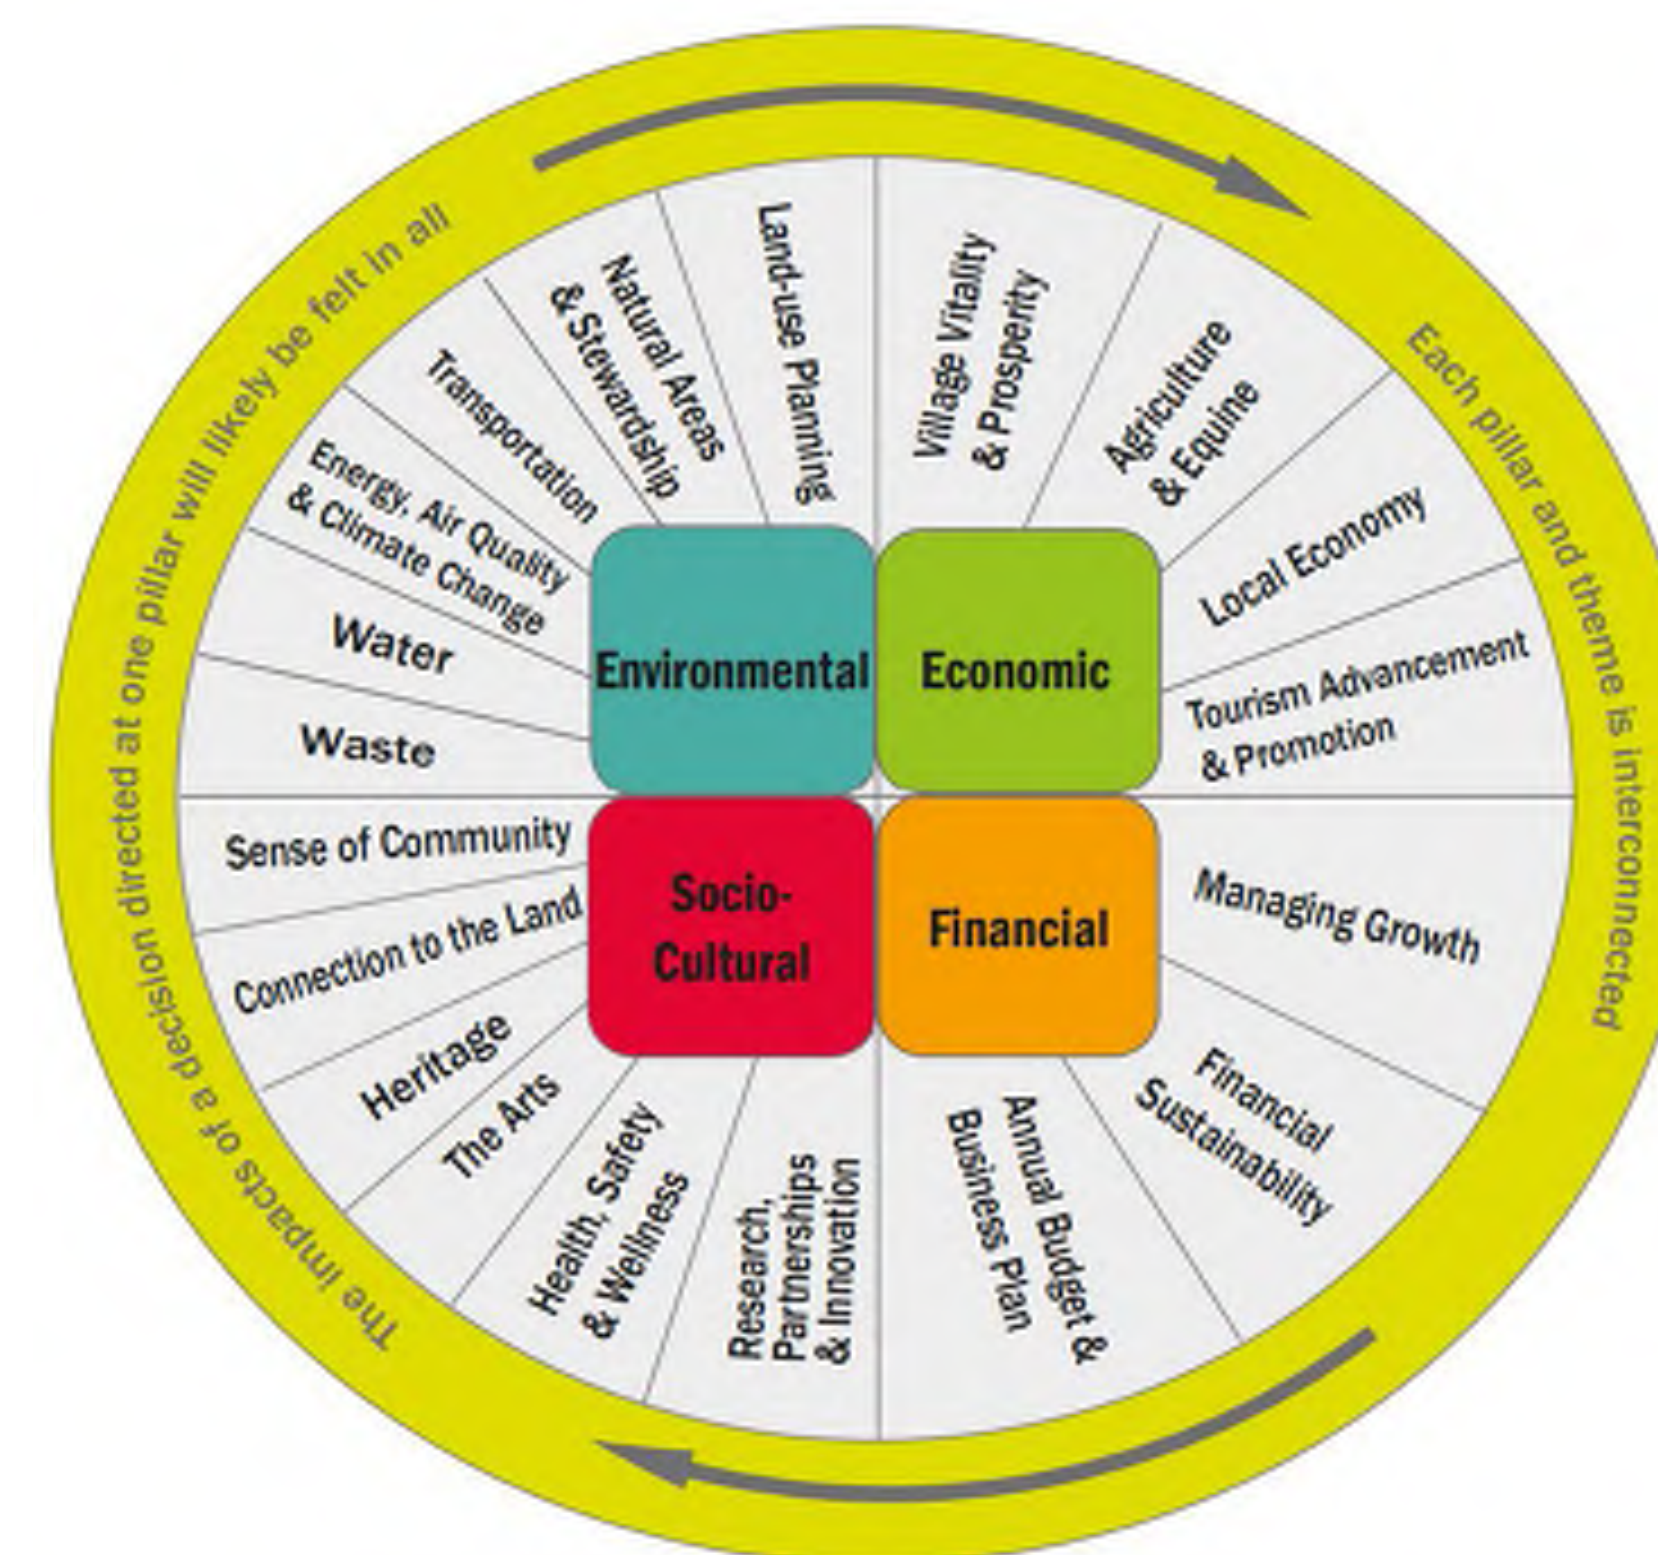 The impacts of a decision directed at one pillar will likely be felt in all
Each pillar and theme is interconnected
Environmental
Land-use Planning
Natural Areas
& Stewardship
Transportation
Energy, Air Quality
& Climate Change
Water
Waste
Economic
Village Vitality
& Prosperity
Agriculture
& Equine
Local Economy
Tourism Advancement
& Promotion
Socio-
Cultural
Sense of Community
Connection to the Land
Heritage
The Arts
Health, Safety
& Wellness
Research,
Partnerships
& Innovation
Financial
Managing Growth
Financial
Sustainability
Annual Budget &
Business Plan